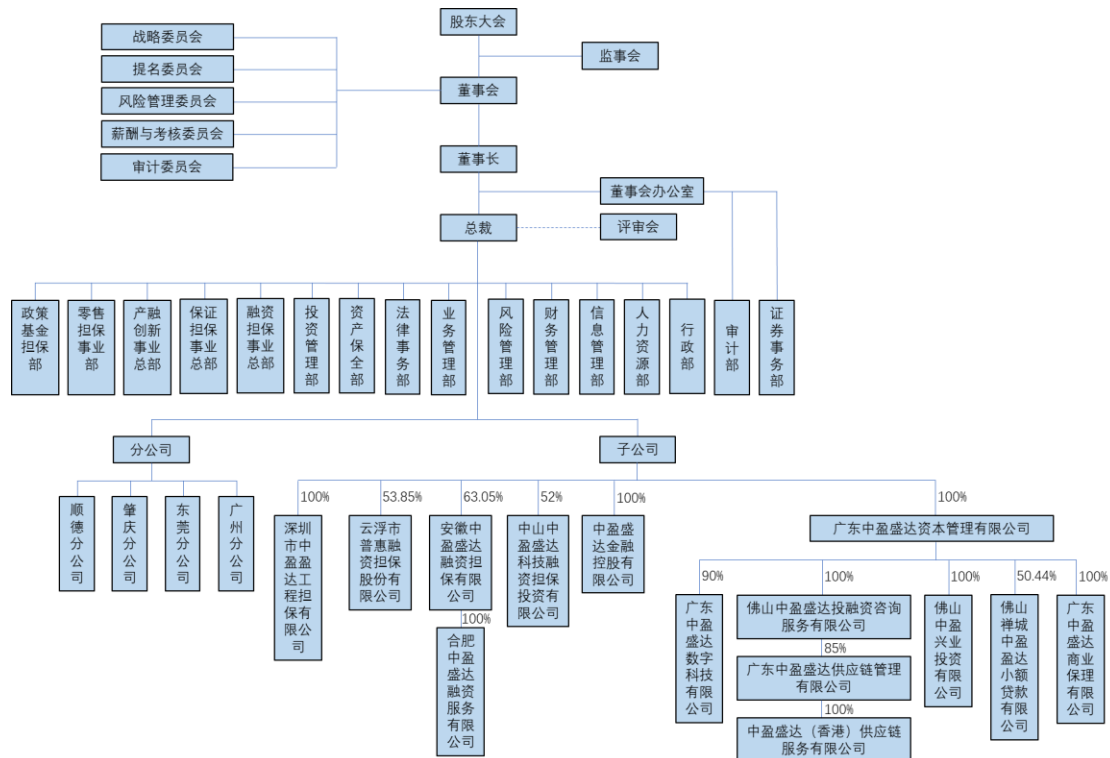 股东大会
战略委员会
监事会
提名委员会
董事会
风险管理委员会
薪酬与考核委员会
审计委员会
董事长
董事会办公室
总裁
评审会
政策
基金
担保
部
零售
担保
事业
部
产融
创新
事业
总部
保证
担保
事业
总部
融资
担保
事业
总部
投资管理部
资产保全部
法律事务部
业务管理部
风险管理部
财务管理部
信息管理部
人力资源部
行政部
审计部
证券事务部
分公司
子公司
顺德分公司
肇庆分公司
东莞分公司
广州分公司
100%
53.85%
63.05%
52%
100%
100%
深圳
市中
盈盈
达工
程担
保有
限公
司
云浮市
普惠融
资担保
股份有
限公司
安徽中
盈盛达
融资担
保有限
公司
中山中
盈盛达
科技融
资担保
投资有
限公司
中盈盛
达金融
控股有
限公司
广东中盈盛达资本管理有限公司
100%
合肥
中盈
盛达
融资
服务
有限
公司
90%
100%
100%
50.44%
100%
广东
中盈
盛达
数字
科技
有限
公司
佛山中盈盛达投融资咨询
服务有限公司
85%
广东中盈盛达供应链管理
有限公司
100%
中盈盛达（香港）供应链
服务有限公司
佛山
中盈
兴业
投资
有限
公司
佛山
禅城
中盈
盈达
小额
贷款
有限
公司
广东
中盈
盛达
商业
保理
有限
公司